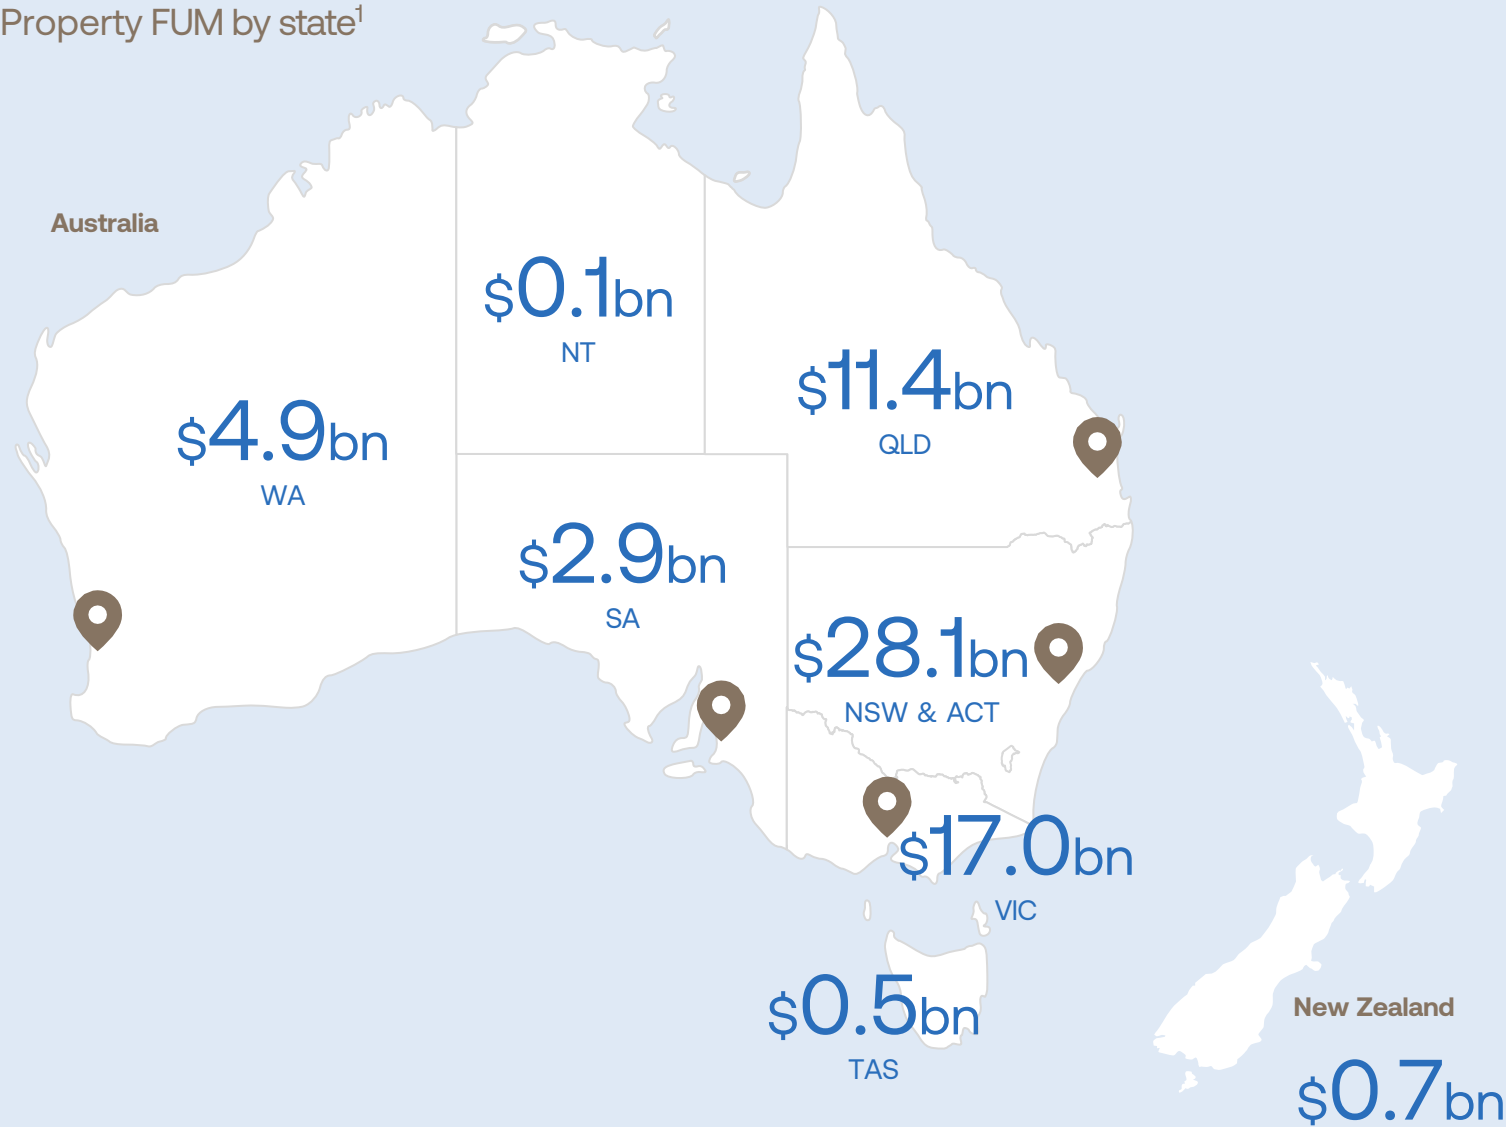 Property FUM by state¹
Australia
$0.1bn
NT
$11.4bn
QLD
$4.9bn
WA
$2.9bn
SA
$28.1bn
NSW & ACT
$17.0bn
VIC
$0.5bn
TAS
New Zealand
$0.7bn